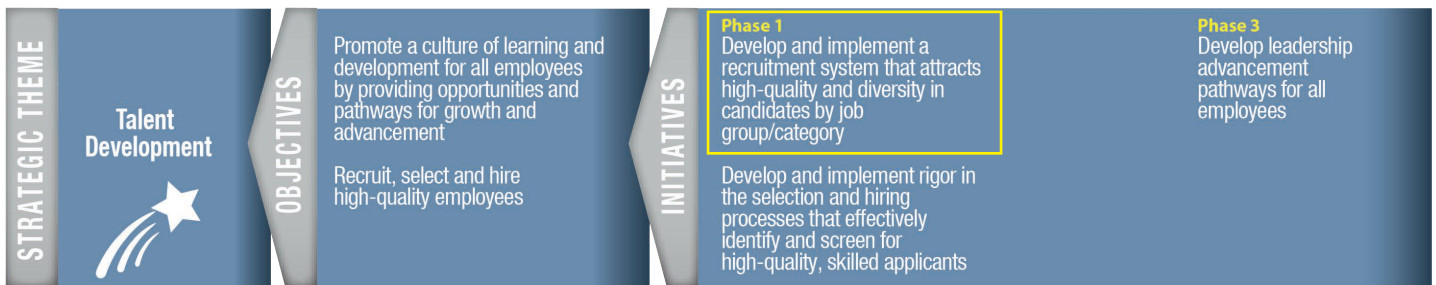 STRATEGIC THEME
Talent
Development
OBJECTIVES
Promote a culture of learning and
development for all employees
by providing opportunities and
pathways for growth and
advancement
Recruit, select and hire
high-quality employees
INITIATIVES
Phase 1
Develop and implement a
recruitment system that attracts
high-quality and diversity in
candidates by job
group/category
Develop and implement rigor in
the selection and hiring
processes that effectively
identify and screen for
high-quality, skilled applicants
Phase 3
Develop leadership
advancement
pathways for all
employees